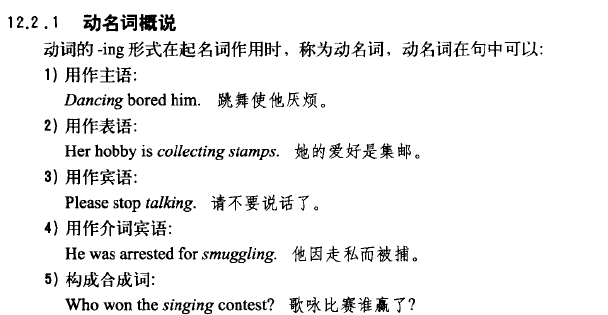 12.2.1 动名词概说
动词的 -ing 形式在起名词作用时，称为动名词，动名词在句中可以：
1) 用作主语：
Dancing bored him. 跳舞使他厌烦。
2) 用作表语：
Her hobby is collecting stamps. 她的爱好是集邮。
3) 用作宾语：
Please stop talking. 请不要说话了。
4) 用作介词宾语：
He was arrested for smuggling. 他因走私而被捕。
5) 构成合成词：
Who won the singing contest? 歌咏比赛谁赢了？